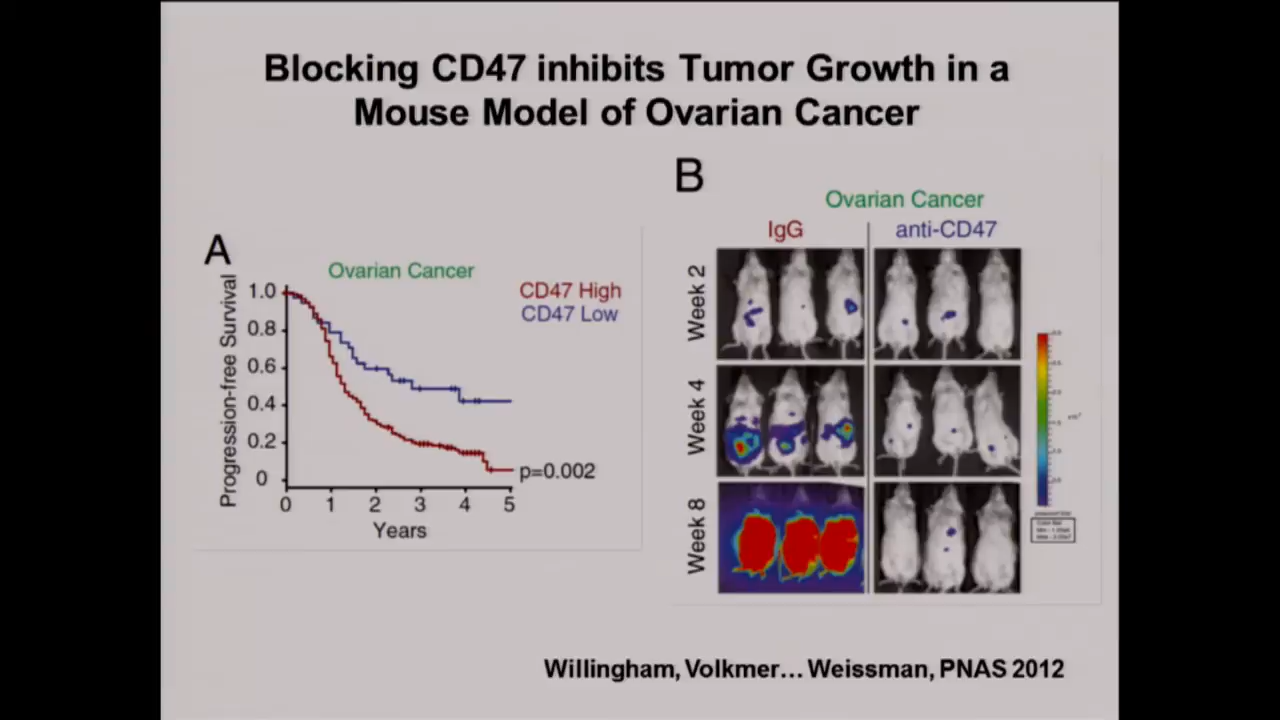 Blocking CD47 inhibits Tumor Growth in a
Mouse Model of Ovarian Cancer
A
Ovarian Cancer
CD47 High
CD47 Low
Progression-free Survival
1.0
0.8
0.6
0.4
0.2
0
p=0.002
0 1 2 3 4 5
Years
B
Ovarian Cancer
IgG
anti-CD47
Week 2
Week 4
Week 8
Willingham, Volkmer… Weissman, PNAS 2012